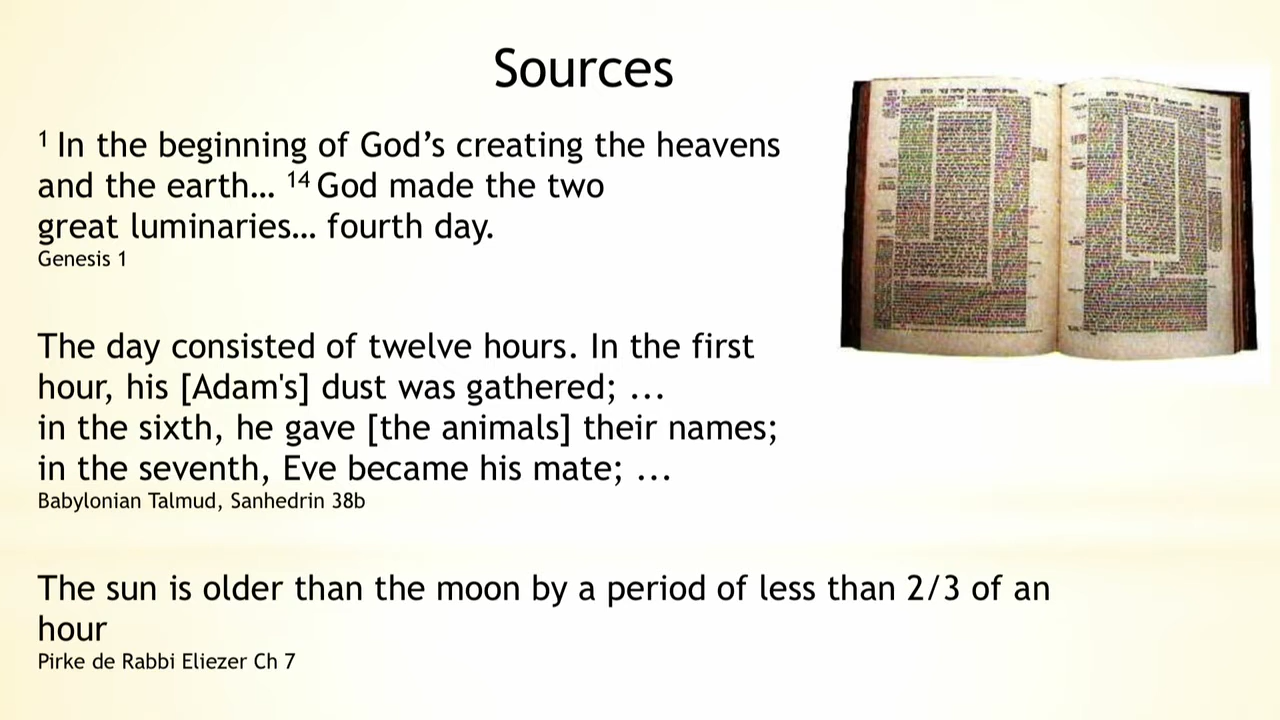 Sources
¹ In the beginning of God’s creating the heavens
and the earth… ¹⁴ God made the two
great luminaries… fourth day.
Genesis 1
The day consisted of twelve hours. In the first
hour, his [Adam's] dust was gathered; ...
in the sixth, he gave [the animals] their names;
in the seventh, Eve became his mate; ...
Babylonian Talmud, Sanhedrin 38b
The sun is older than the moon by a period of less than 2/3 of an
hour
Pirke de Rabbi Eliezer Ch 7